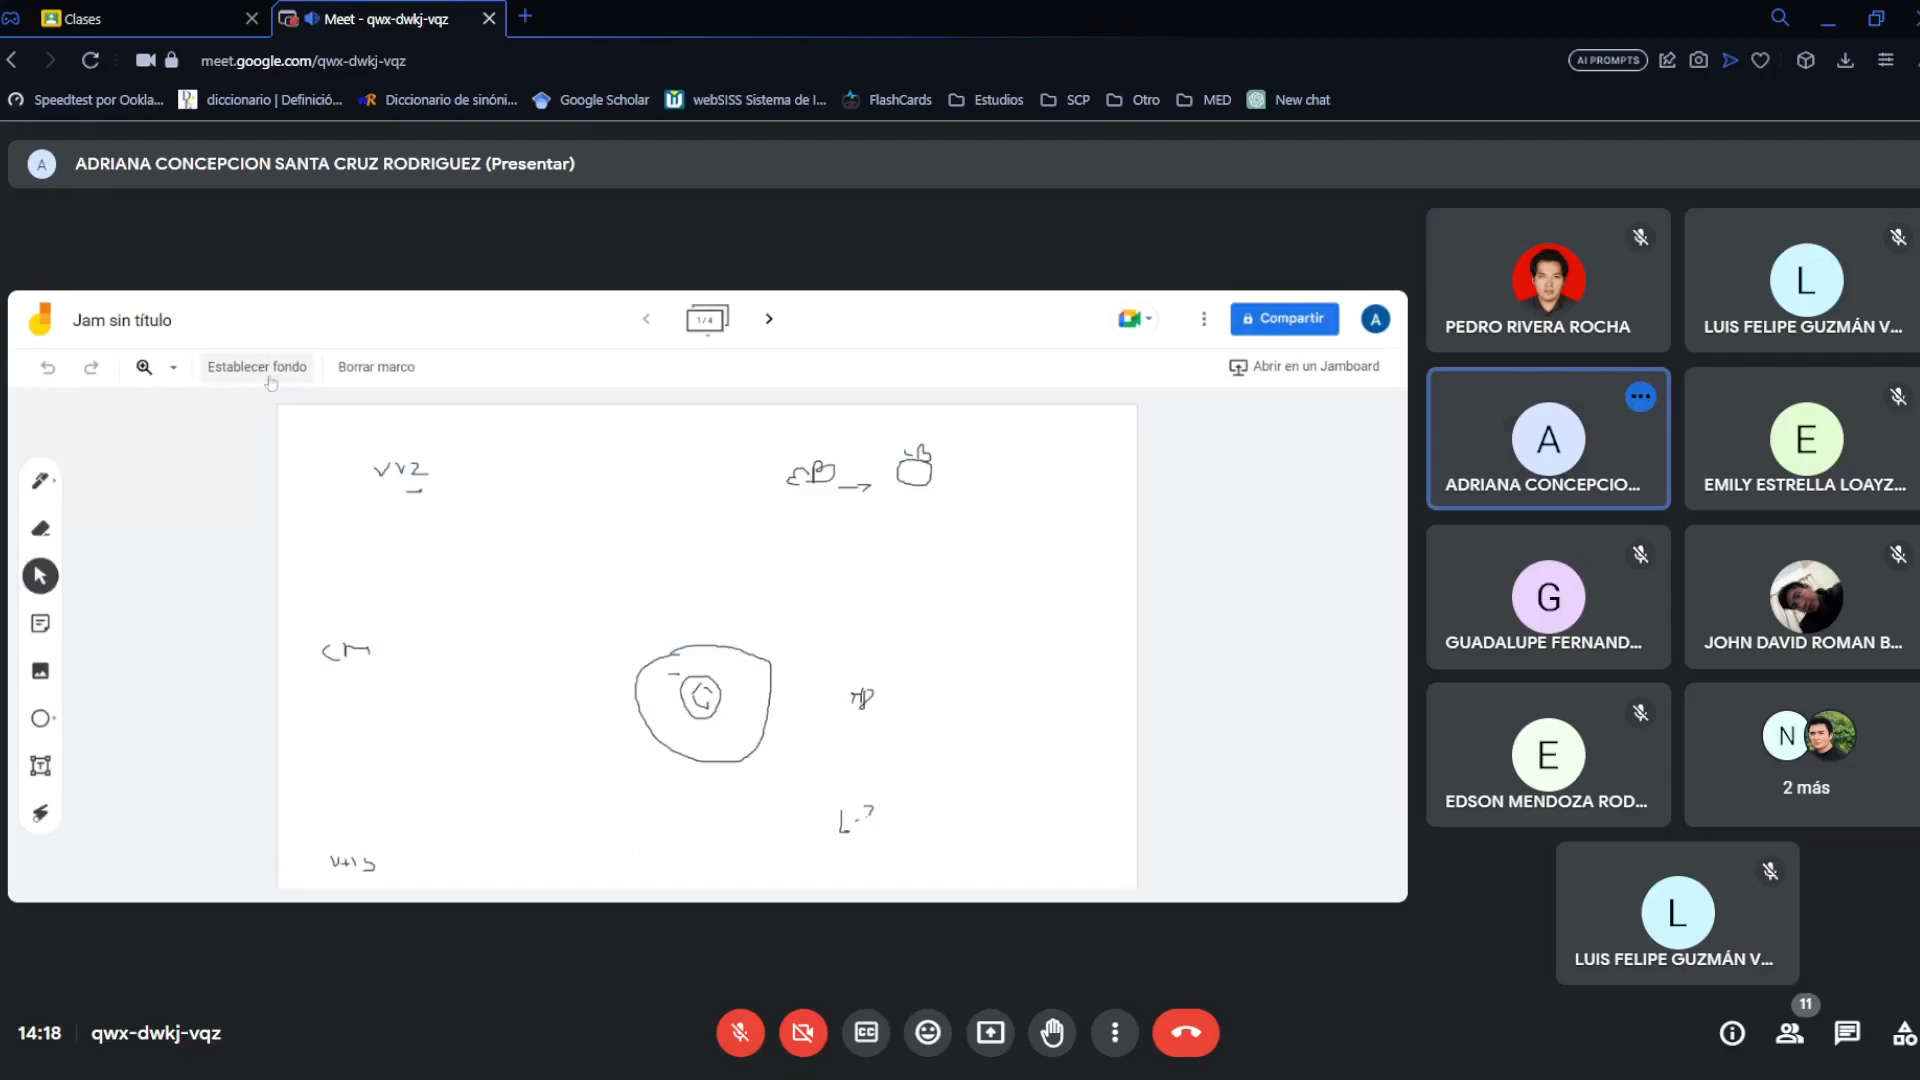 Clases
Meet - qwx-dwkj-vqz
meet.google.com/qwx-dwkj-vqz
AI PROMPTS
Speedtest por Ookla...
diccionario | Definició...
Diccionario de sinóni...
Google Scholar
webSISS Sistema de I...
FlashCards
Estudios
SCP
Otro
MED
New chat
A
ADRIANA CONCEPCION SANTA CRUZ RODRIGUEZ (Presentar)
Jam sin título
1/4
Compartir
A
Establecer fondo
Borrar marco
Abrir en un Jamboard
VVZ
CM
PEDRO RIVERA ROCHA
L
LUIS FELIPE GUZMÁN V...
A
ADRIANA CONCEPCIO...
E
EMILY ESTRELLA LOAYZ...
G
GUADALUPE FERNAND...
JOHN DAVID ROMAN B...
E
EDSON MENDOZA ROD...
N
2 más
L
LUIS FELIPE GUZMÁN V...
14:18
qwx-dwkj-vqz
11